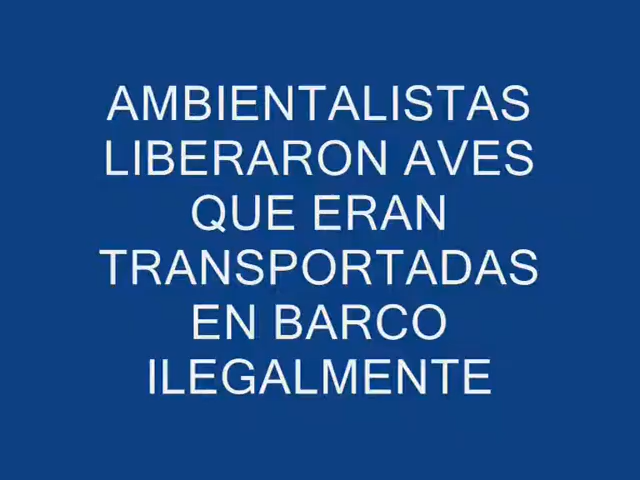 AMBIENTALISTAS
LIBERARON AVES
QUE ERAN
TRANSPORTADAS
EN BARCO
ILEGALMENTE